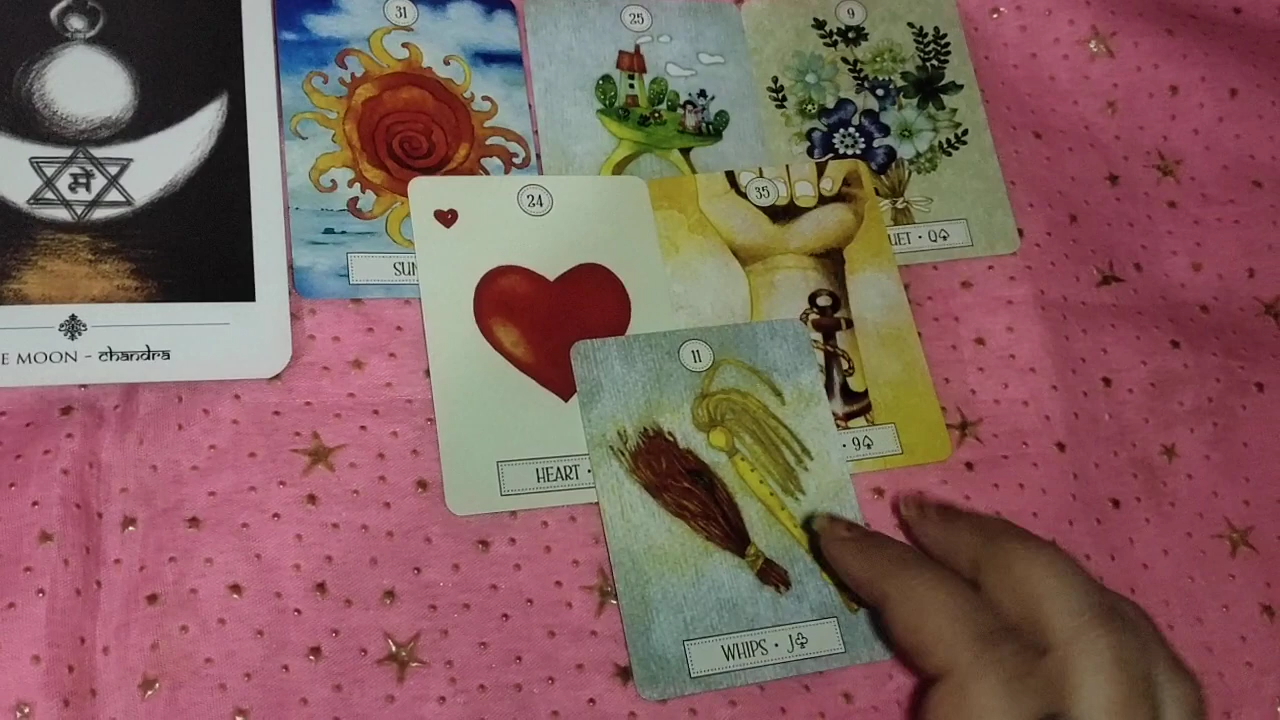 में
E MOON - chandra
31
SUN
25
9
UET • Q♤
24
HEART •
35
• 9♤
11
WHIPS • J♧